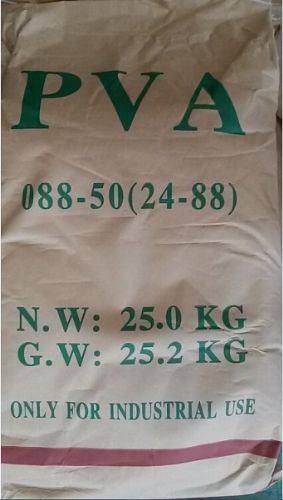 PVA
088-50(24-88)
N.W: 25.0 KG
G.W: 25.2 KG
ONLY FOR INDUSTRIAL USE